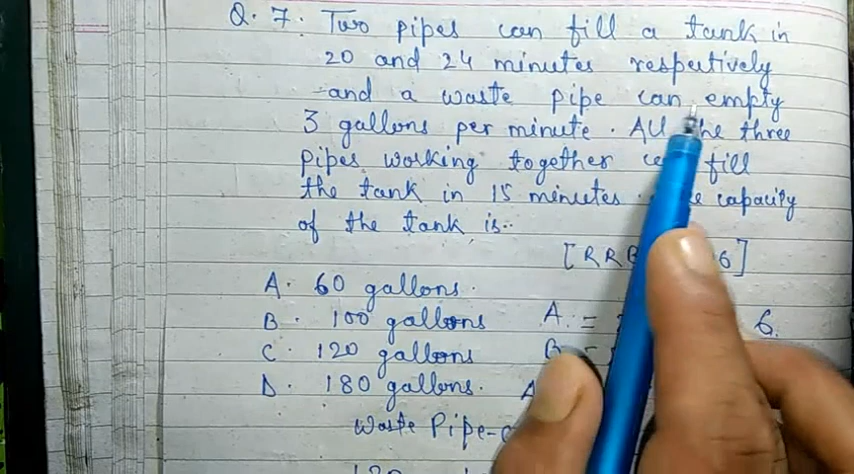 Q. 7. Two pipes can fill a tank in
20 and 24 minutes respectively
and a waste pipe can empty
3 gallons per minute. All the three
pipes working together fill
the tank in 15 minutes. capacity
of the tank is..
[RRB 6]
A. 60 gallons.
B. 100 gallons
C. 120 gallons
D. 180 gallons.
A. = 6.
B =
A
Waste Pipe-